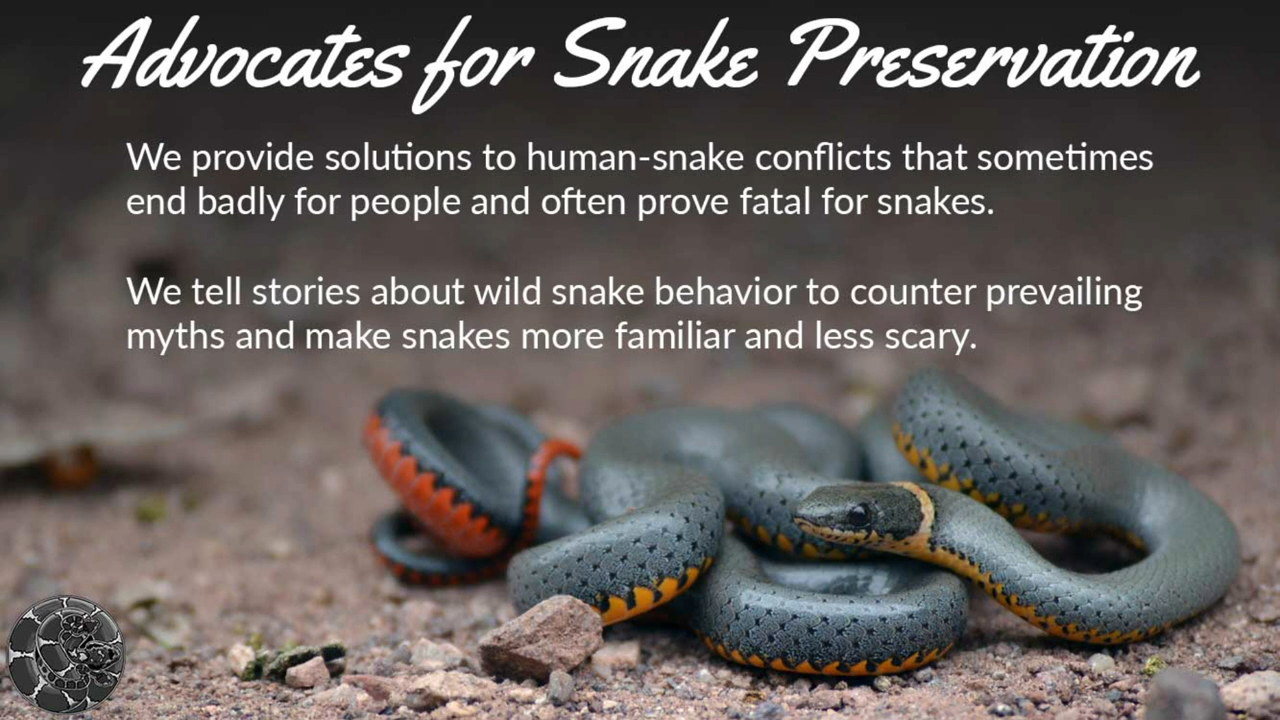 Advocates for Snake Preservation
We provide solutions to human-snake conflicts that sometimes
end badly for people and often prove fatal for snakes.
We tell stories about wild snake behavior to counter prevailing
myths and make snakes more familiar and less scary.